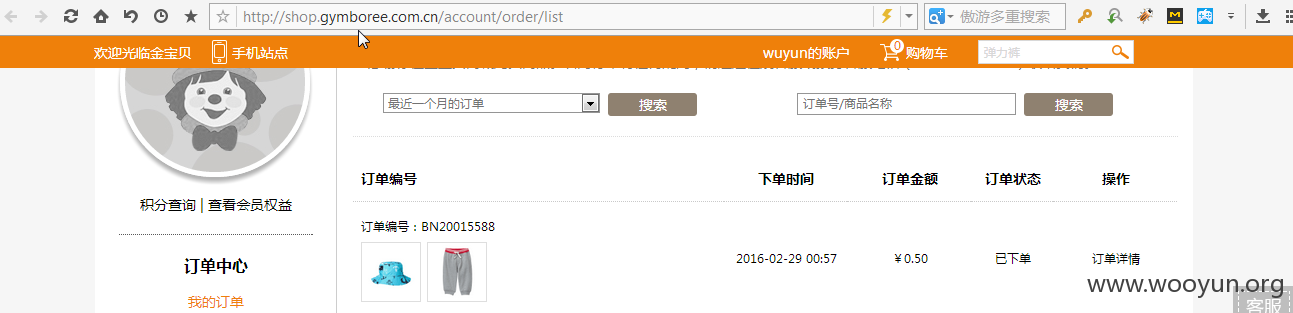 http://shop.gymboree.com.cn/account/order/list
傲游多重搜索
欢迎光临金宝贝 手机站点 wuyun的账户 0 购物车 弹力裤
最近一个月的订单 搜索 订单号/商品名称 搜索
订单编号 下单时间 订单金额 订单状态 操作
积分查询 | 查看会员权益
订单编号：BN20015588
订单中心
2016-02-29 00:57 ￥0.50 已下单 订单详情
我的订单
www.wooyun.org
客服